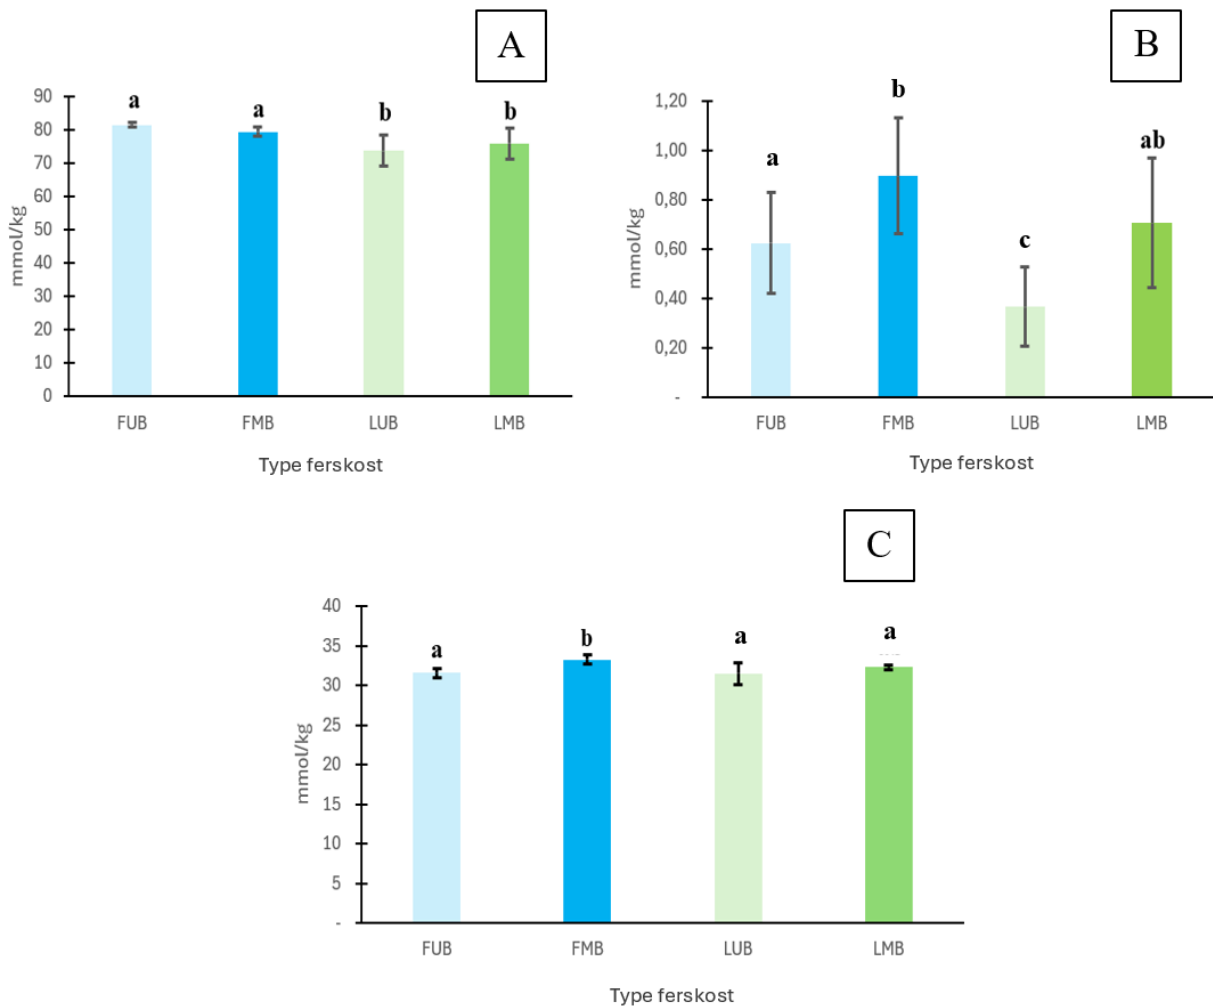 A
90
80
70
60
50
40
30
20
10
0
mmol/kg
a
a
b
b
FUB
FMB
LUB
LMB
Type ferskost
B
1,20
1,00
0,80
0,60
0,40
0,20
-
mmol/kg
a
b
c
ab
FUB
FMB
LUB
LMB
Type ferskost
C
40
35
30
25
20
15
10
5
-
mmol/kg
a
b
a
a
FUB
FMB
LUB
LMB
Type ferskost